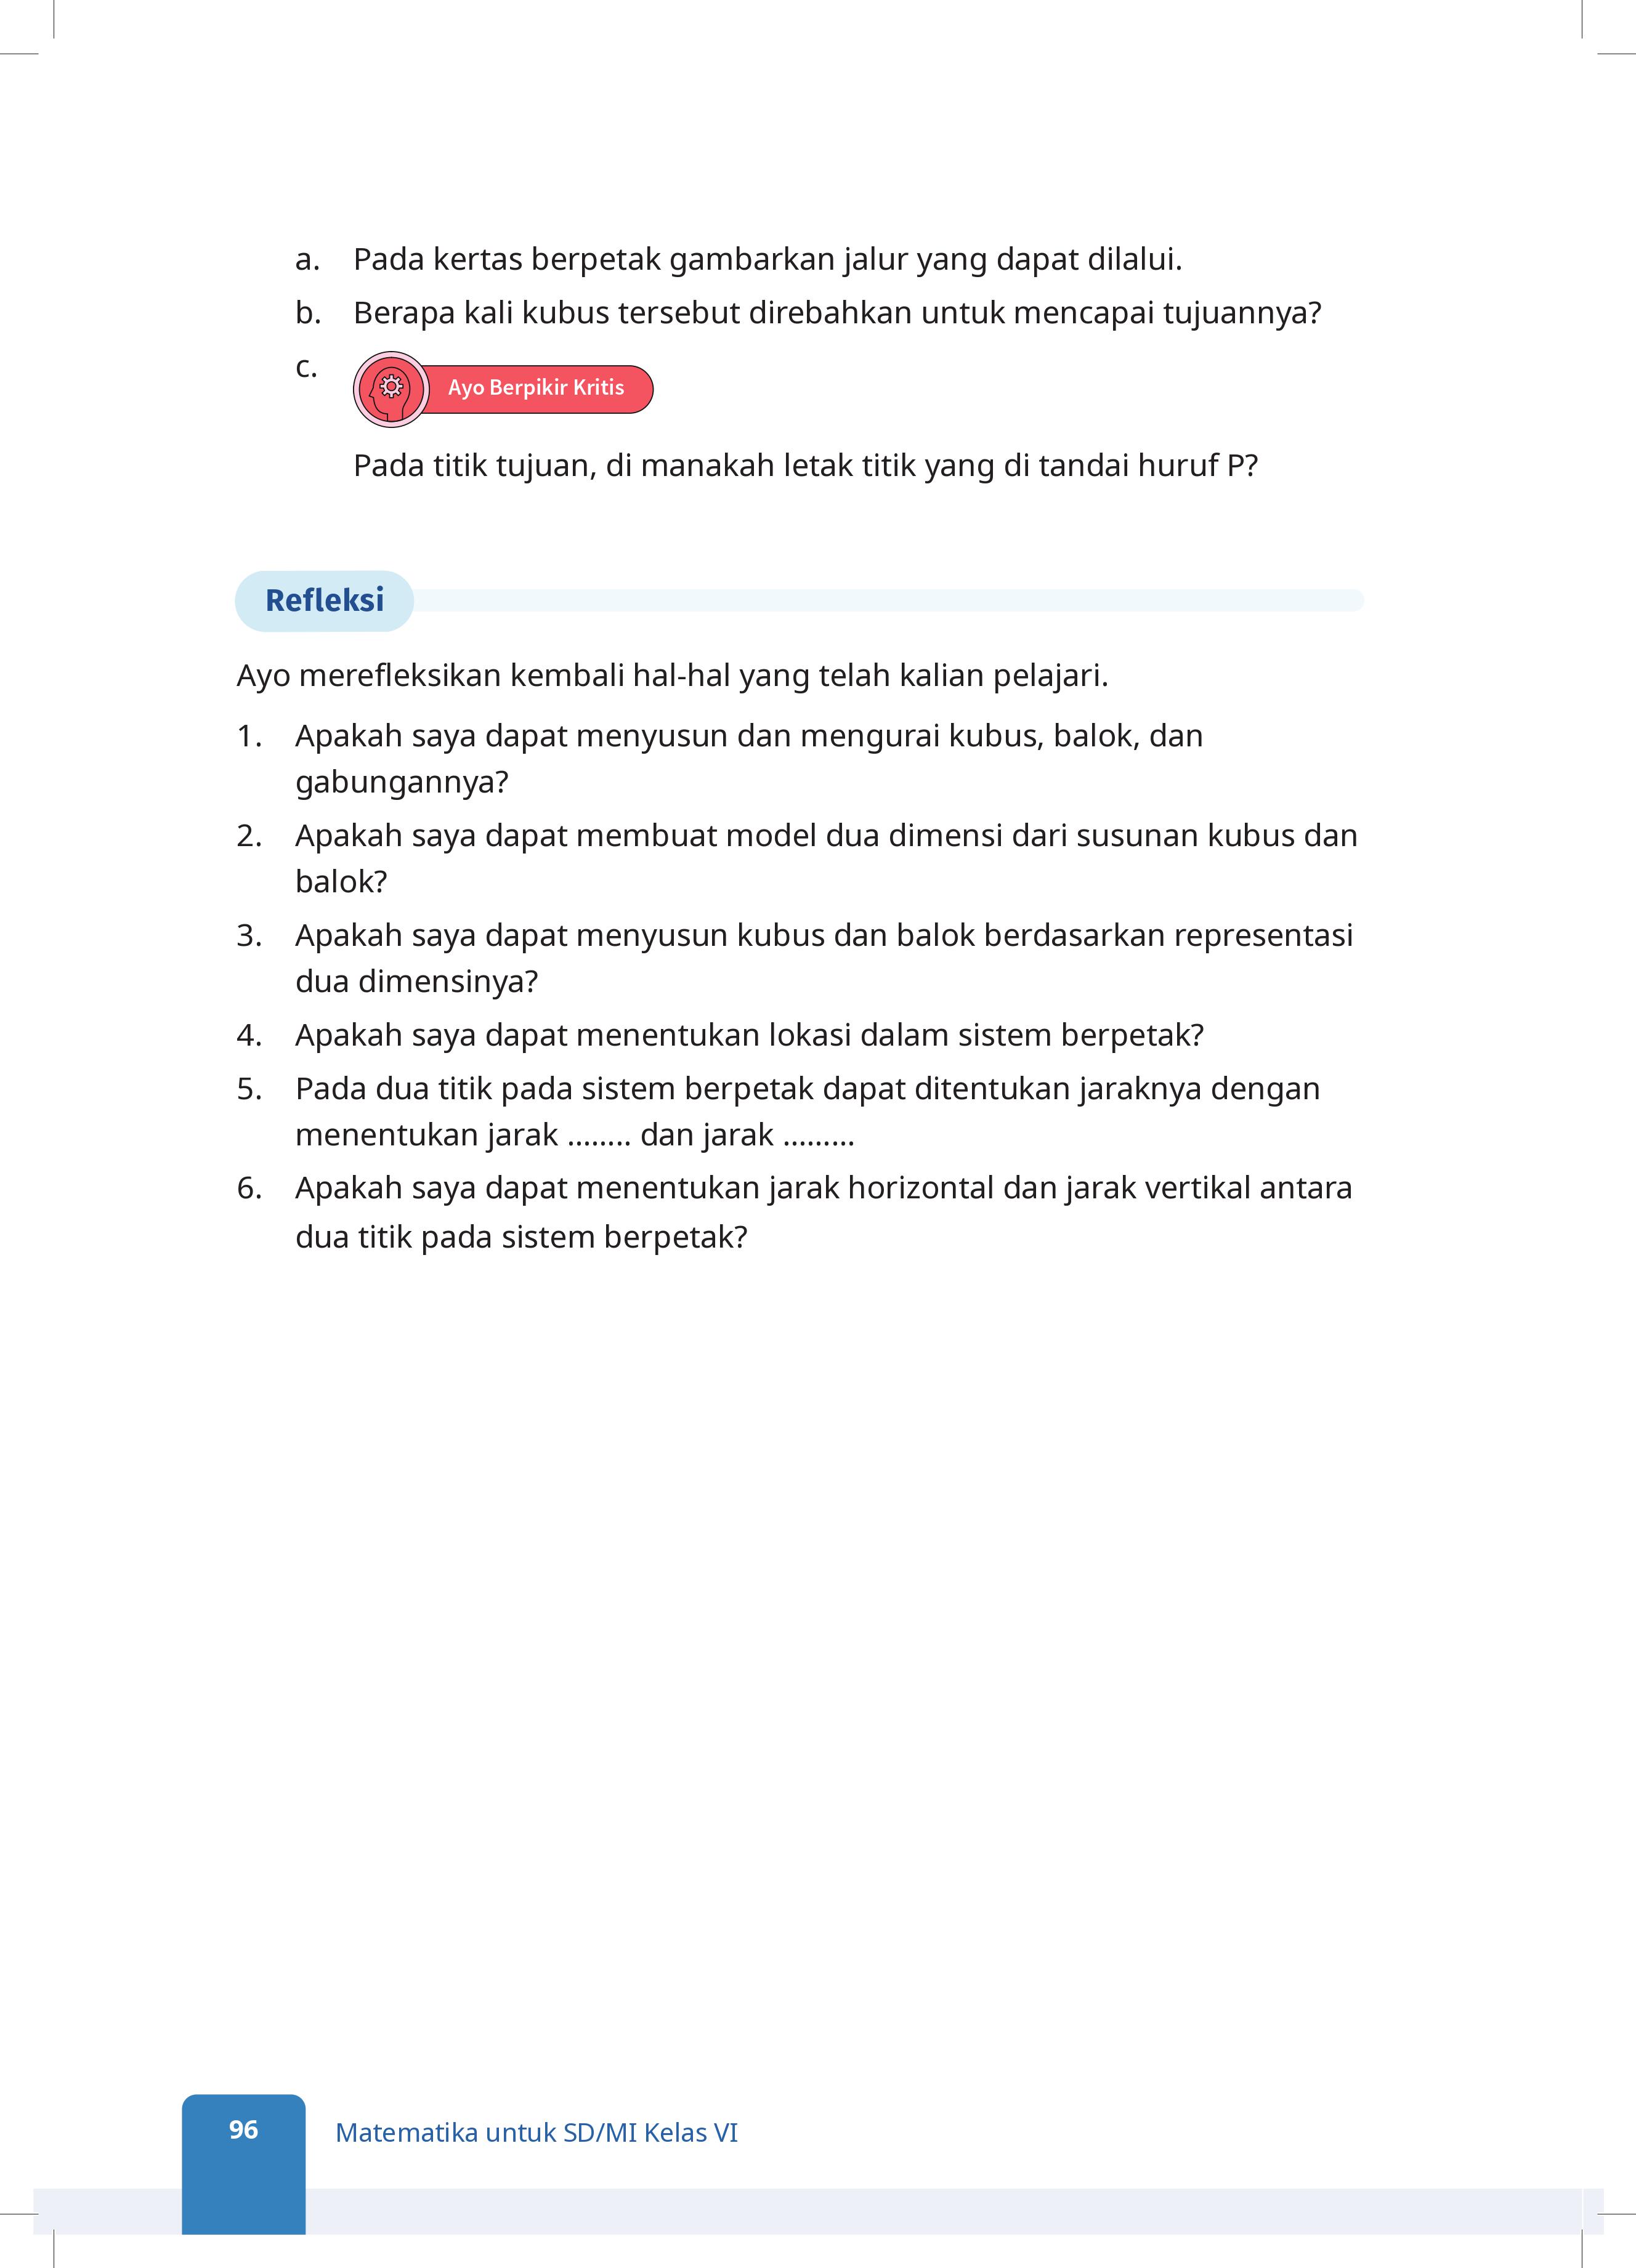 a. Pada kertas berpetak gambarkan jalur yang dapat dilalui.
b. Berapa kali kubus tersebut direbahkan untuk mencapai tujuannya?
c.
Ayo Berpikir Kritis
Pada titik tujuan, di manakah letak titik yang di tandai huruf P?
Refleksi
Ayo merefleksikan kembali hal-hal yang telah kalian pelajari.
1. Apakah saya dapat menyusun dan mengurai kubus, balok, dan
gabungannya?
2. Apakah saya dapat membuat model dua dimensi dari susunan kubus dan
balok?
3. Apakah saya dapat menyusun kubus dan balok berdasarkan representasi
dua dimensinya?
4. Apakah saya dapat menentukan lokasi dalam sistem berpetak?
5. Pada dua titik pada sistem berpetak dapat ditentukan jaraknya dengan
menentukan jarak ........ dan jarak .........
6. Apakah saya dapat menentukan jarak horizontal dan jarak vertikal antara
dua titik pada sistem berpetak?
96
Matematika untuk SD/MI Kelas VI